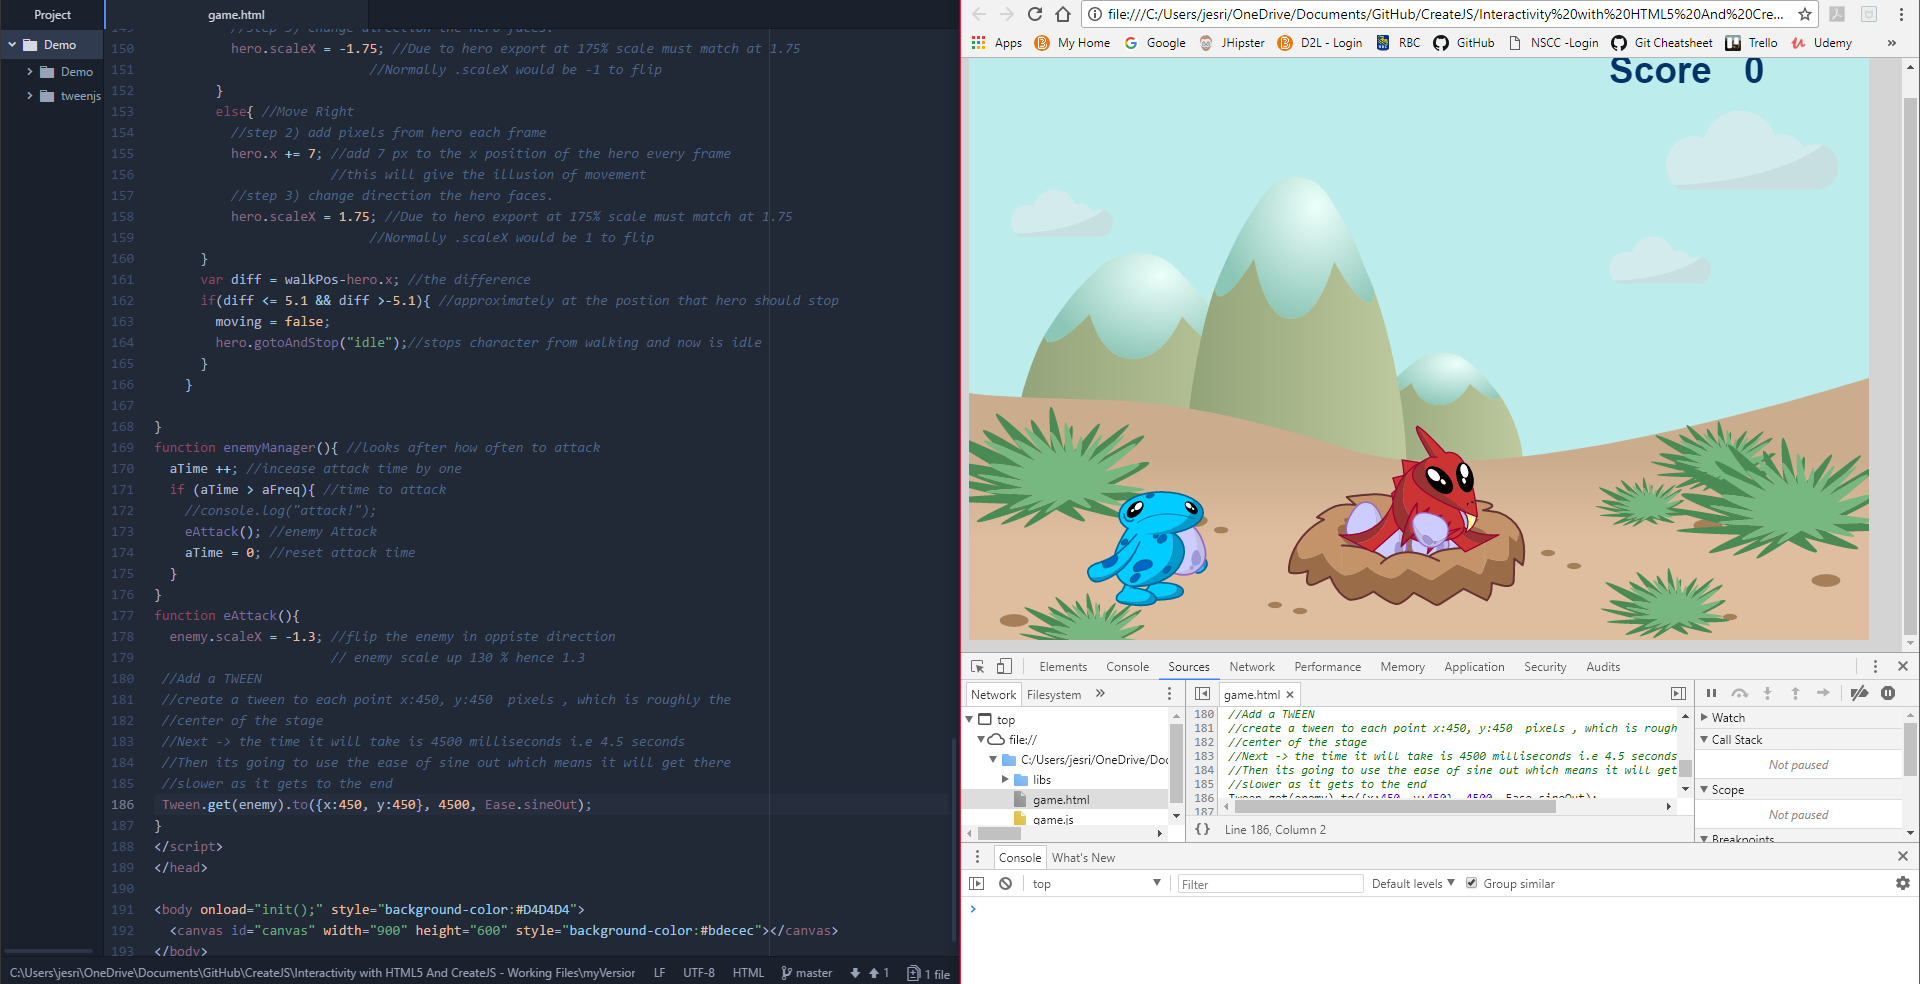 Project
game.html
Demo
Demo
tweenjs
149 //step 3) change direction the hero faces.
150 hero.scaleX = -1.75; //Due to hero export at 175% scale must match at 1.75
151 //Normally .scaleX would be -1 to flip
152 }
153 else{ //Move Right
154 //step 2) add pixels from hero each frame
155 hero.x += 7; //add 7 px to the x position of the hero every frame
156 //this will give the illusion of movement
157 //step 3) change direction the hero faces.
158 hero.scaleX = 1.75; //Due to hero export at 175% scale must match at 1.75
159 //Normally .scaleX would be 1 to flip
160 }
161 var diff = walkPos-hero.x; //the difference
162 if(diff <= 5.1 && diff >-5.1){ //approximately at the postion that hero should stop
163 moving = false;
164 hero.gotoAndStop("idle");//stops character from walking and now is idle
165 }
166 }
167
168 }
169 function enemyManager(){ //looks after how often to attack
170 aTime ++; //incease attack time by one
171 if (aTime > aFreq){ //time to attack
172 //console.log("attack!");
173 eAttack(); //enemy Attack
174 aTime = 0; //reset attack time
175 }
176 }
177 function eAttack(){
178 enemy.scaleX = -1.3; //flip the enemy in oppiste direction
179 // enemy scale up 130 % hence 1.3
180 //Add a TWEEN
181 //create a tween to each point x:450, y:450 pixels , which is roughly the
182 //center of the stage
183 //Next -> the time it will take is 4500 milliseconds i.e 4.5 seconds
184 //Then its going to use the ease of sine out which means it will get there
185 //slower as it gets to the end
186 Tween.get(enemy).to({x:450, y:450}, 4500, Ease.sineOut);
187 }
188 </script>
189 </head>
190
191 <body onload="init();" style="background-color:#D4D4D4">
192 <canvas id="canvas" width="900" height="600" style="background-color:#bdecec"></canvas>
193 </body>
C:\Users\jesri\OneDrive\Documents\GitHub\CreateJS\Interactivity with HTML5 And CreateJS - Working Files\myVersior LF UTF-8 HTML master 1 1 file
file:///C:/Users/jesri/OneDrive/Documents/GitHub/CreateJS/Interactivity%20with%20HTML5%20And%20Cre...
Apps My Home Google JHipster D2L - Login RBC GitHub NSCC -Login Git Cheatsheet Trello Udemy »
Score 0
Elements Console Sources Network Performance Memory Application Security Audits
Network Filesystem »
top
file://
C:/Users/jesri/OneDrive/Doc
libs
game.html
game.js
game.html
180 //Add a TWEEN
181 //create a tween to each point x:450, y:450 pixels , which is rough
182 //center of the stage
183 //Next -> the time it will take is 4500 milliseconds i.e 4.5 seconds
184 //Then its going to use the ease of sine out which means it will get
185 //slower as it gets to the end
186 Tween.get(enemy).to({x:450, y:450}, 4500, Ease.sineOut);
187
{} Line 186, Column 2
Watch
Call Stack
Not paused
Scope
Not paused
Breakpoints
Console What's New
top Filter Default levels Group similar